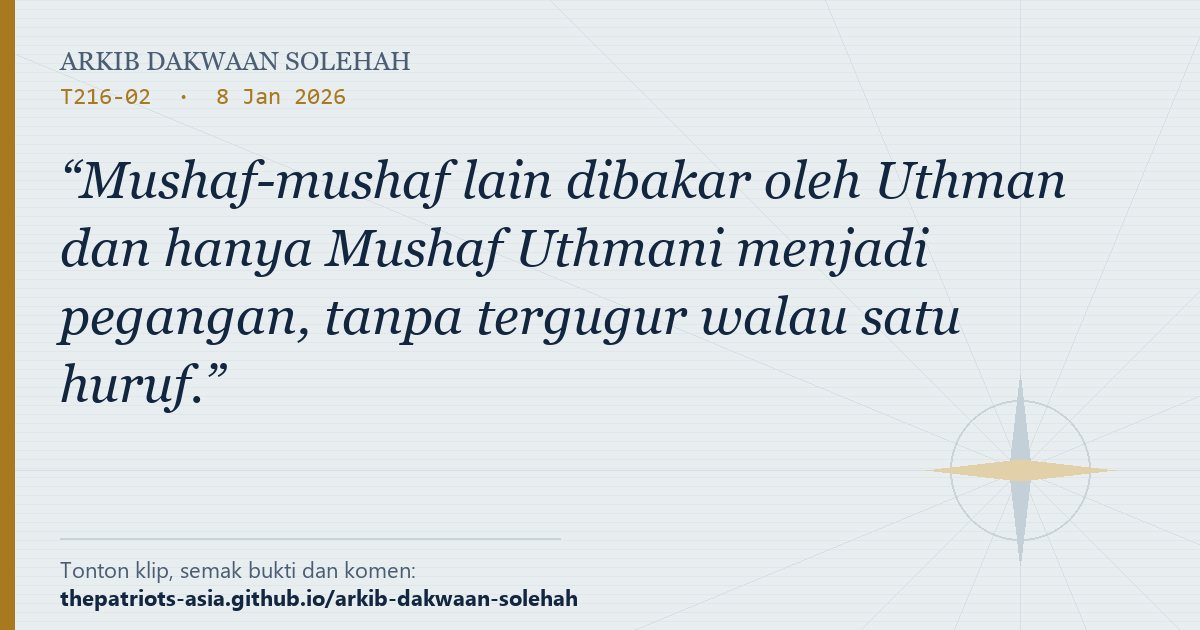 ARKIB DAKWAAN SOLEHAH
T216-02 · 8 Jan 2026
“Mushaf-mushaf lain dibakar oleh Uthman
dan hanya Mushaf Uthmani menjadi
pegangan, tanpa tergugur walau satu
huruf.”
Tonton klip, semak bukti dan komen:
thepatriots-asia.github.io/arkib-dakwaan-solehah